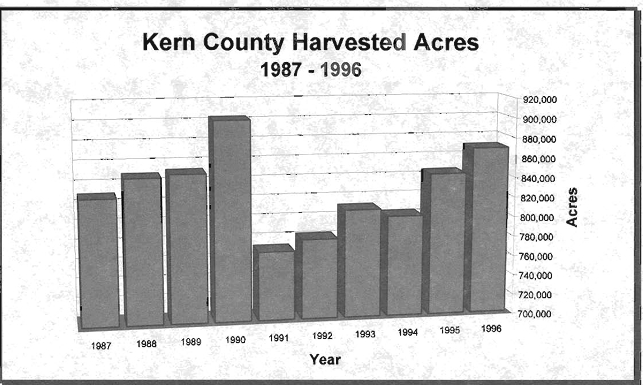 Kern County Harvested Acres
1987 - 1996
920,000
900,000
880,000
860,000
840,000
820,000
800,000
780,000
760,000
740,000
720,000
700,000
Acres
1987 1988 1989 1990 1991 1992 1993 1994 1995 1996
Year